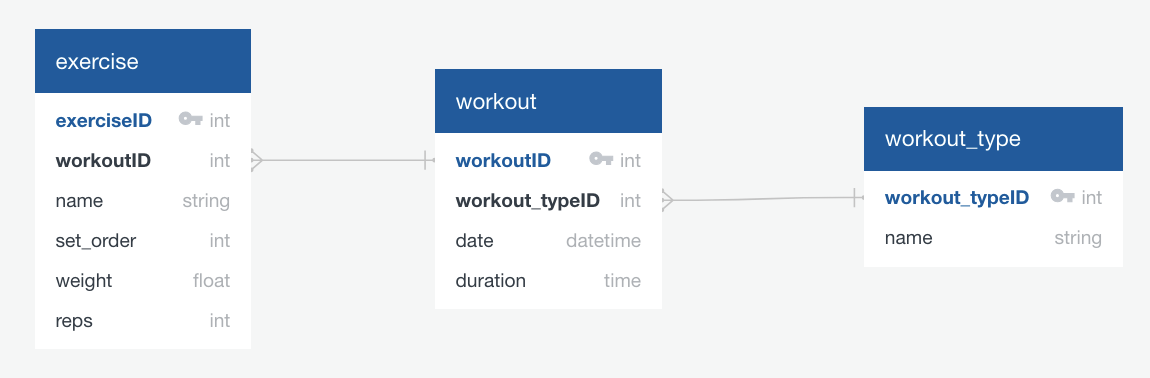 exercise
exerciseID int
workoutID int
name string
set_order int
weight float
reps int
workout
workoutID int
workout_typeID int
date datetime
duration time
workout_type
workout_typeID int
name string